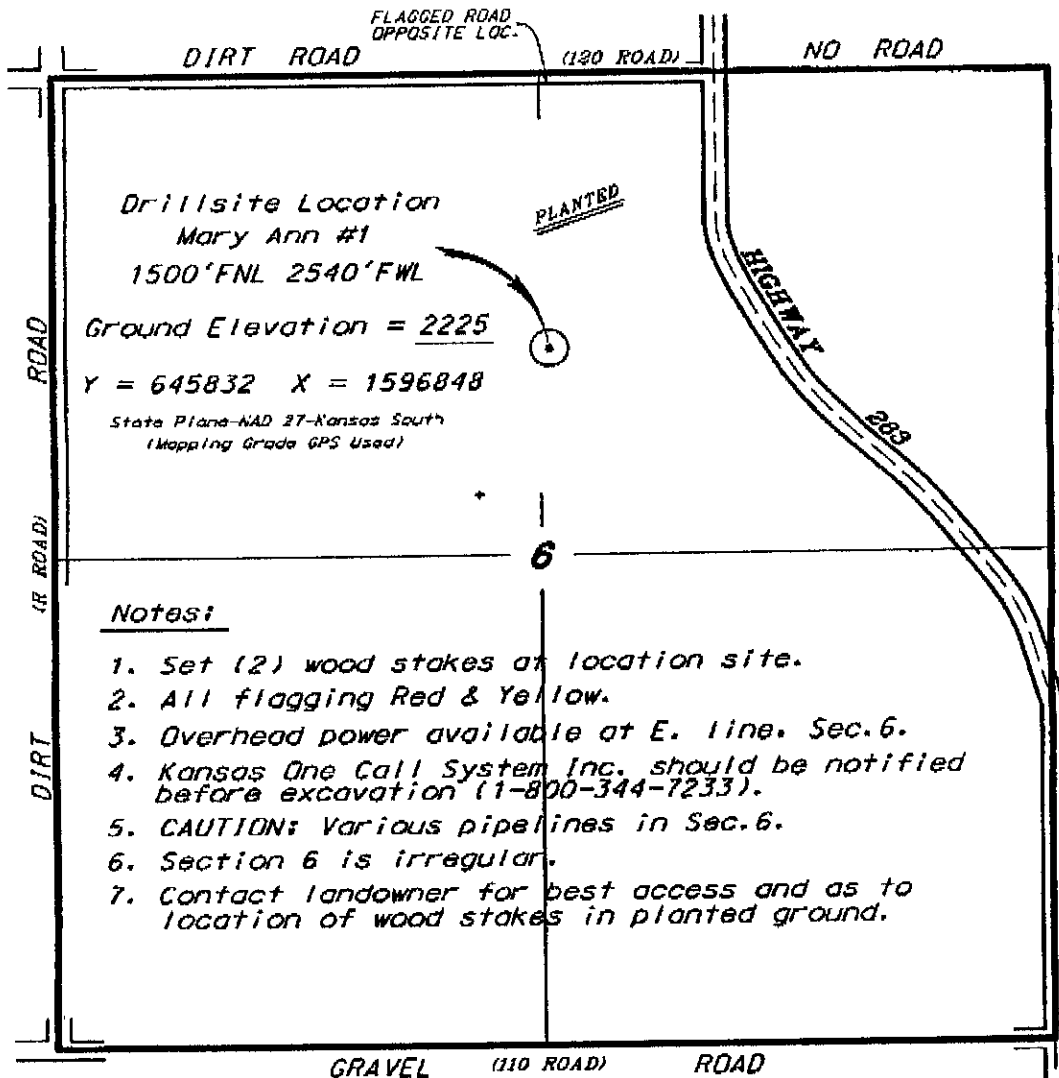 FLAGGED ROAD
OPPOSITE LOC.
DIRT ROAD
(120 ROAD)
NO ROAD
Drillsite Location
Mary Ann #1
1500'FNL 2540'FWL
PLANTED
HIGHWAY
283
Ground Elevation = 2225
Y = 645832 X = 1596848
State Plane-NAD 27-Kansas South
(Mapping Grade GPS Used)
DIRT (R ROAD) ROAD
6
Notes:
1. Set (2) wood stakes at location site.
2. All flagging Red & Yellow.
3. Overhead power available at E. line. Sec.6.
4. Kansas One Call System Inc. should be notified
before excavation (1-800-344-7233).
5. CAUTION: Various pipelines in Sec.6.
6. Section 6 is irregular.
7. Contact landowner for best access and as to
location of wood stakes in planted ground.
GRAVEL (110 ROAD) ROAD